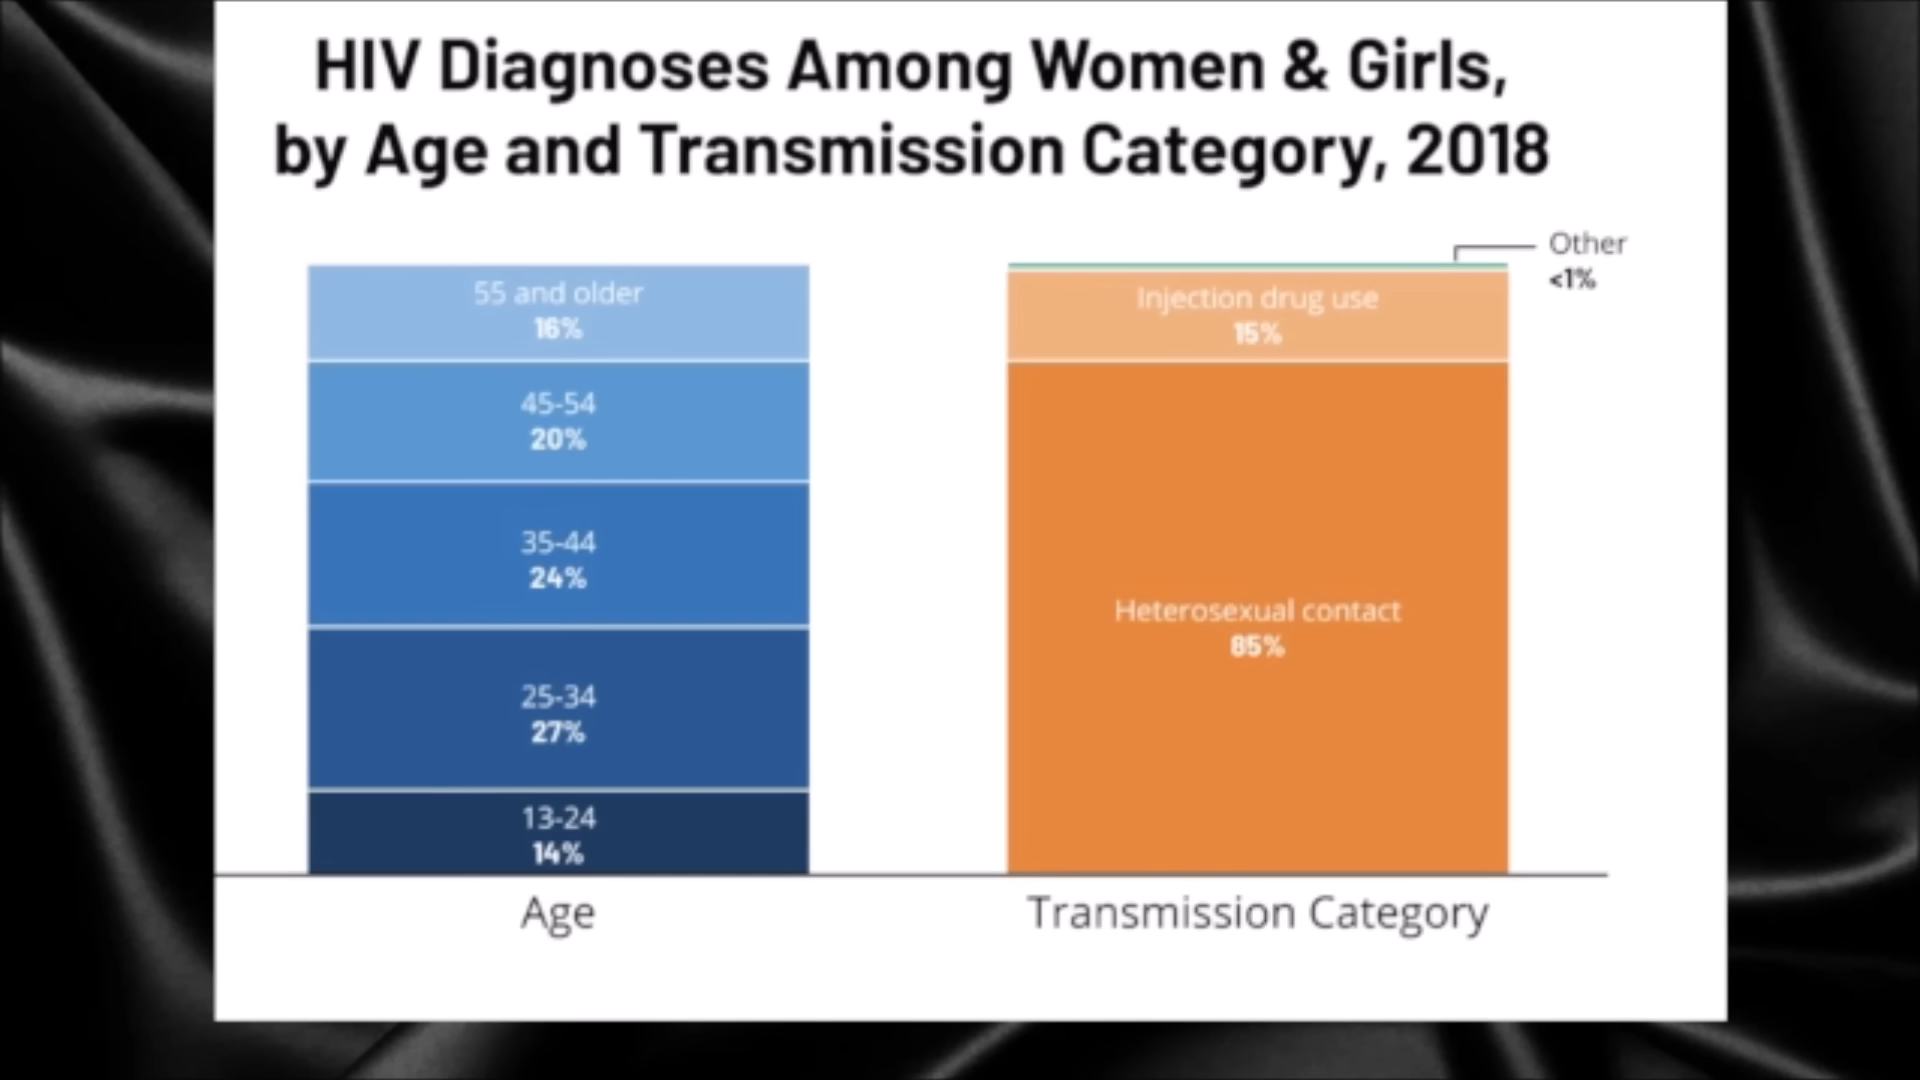 HIV Diagnoses Among Women & Girls,
by Age and Transmission Category, 2018
Other
<1%
55 and older
16%
45-54
20%
35-44
24%
25-34
27%
13-24
14%
Injection drug use
15%
Heterosexual contact
85%
Age
Transmission Category